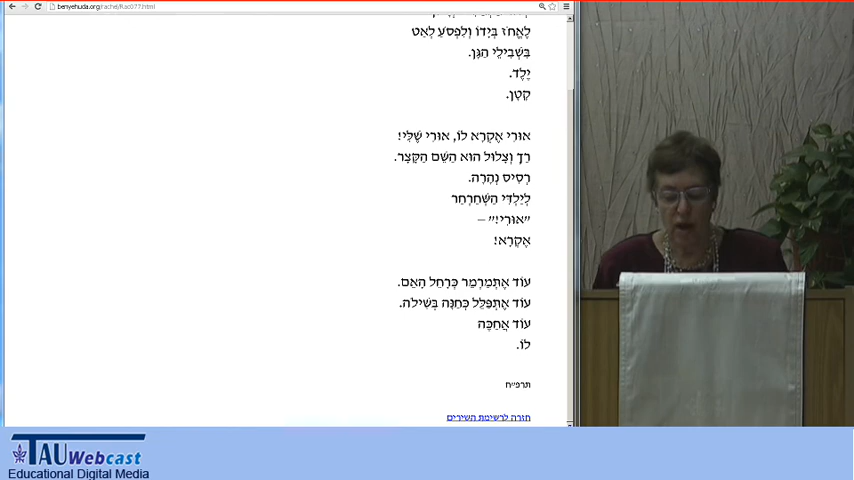 benyehuda.org/rachel/Rac077.html
לֶאֱחֹז בְּיָדוֹ וְלִפְסֹעַ לְאַט
בִּשְׁבִילֵי הַגָּן.
יֶלֶד.
קָטָן.
אוּרִי אֶקְרָא לוֹ, אוּרִי שֶׁלִּי!
רַךְ וְצָלוּל הוּא הַשֵּׁם הַקָּצָר.
רְסִיס נְהָרָה.
לְיַלְדִּי הַשְּׁחַרְחַר
"אוּרִי!" –
אֶקְרָא!
עוֹד אֶתְמַרְמֵר כְּרָחֵל הָאֵם.
עוֹד אֶתְפַּלֵּל כְּחַנָּה בְּשִׁילֹה.
עוֹד אֲחַכֶּה
לוֹ.
תרפ״ח
חזרה לרשימת השירים
TAU Webcast
Educational Digital Media